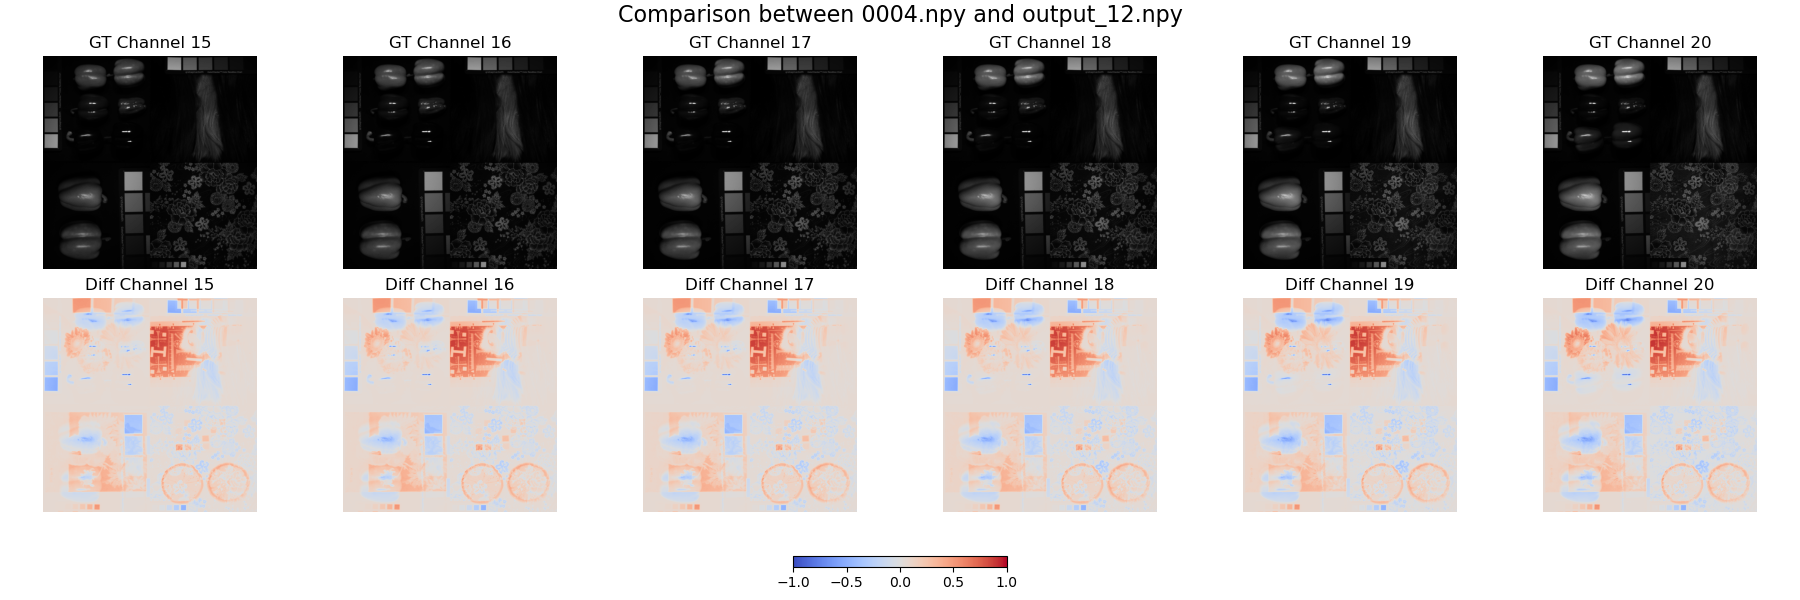 Comparison between 0004.npy and output_12.npy
GT Channel 15
GT Channel 16
GT Channel 17
GT Channel 18
GT Channel 19
GT Channel 20
Diff Channel 15
Diff Channel 16
Diff Channel 17
Diff Channel 18
Diff Channel 19
Diff Channel 20
−1.0 −0.5 0.0 0.5 1.0